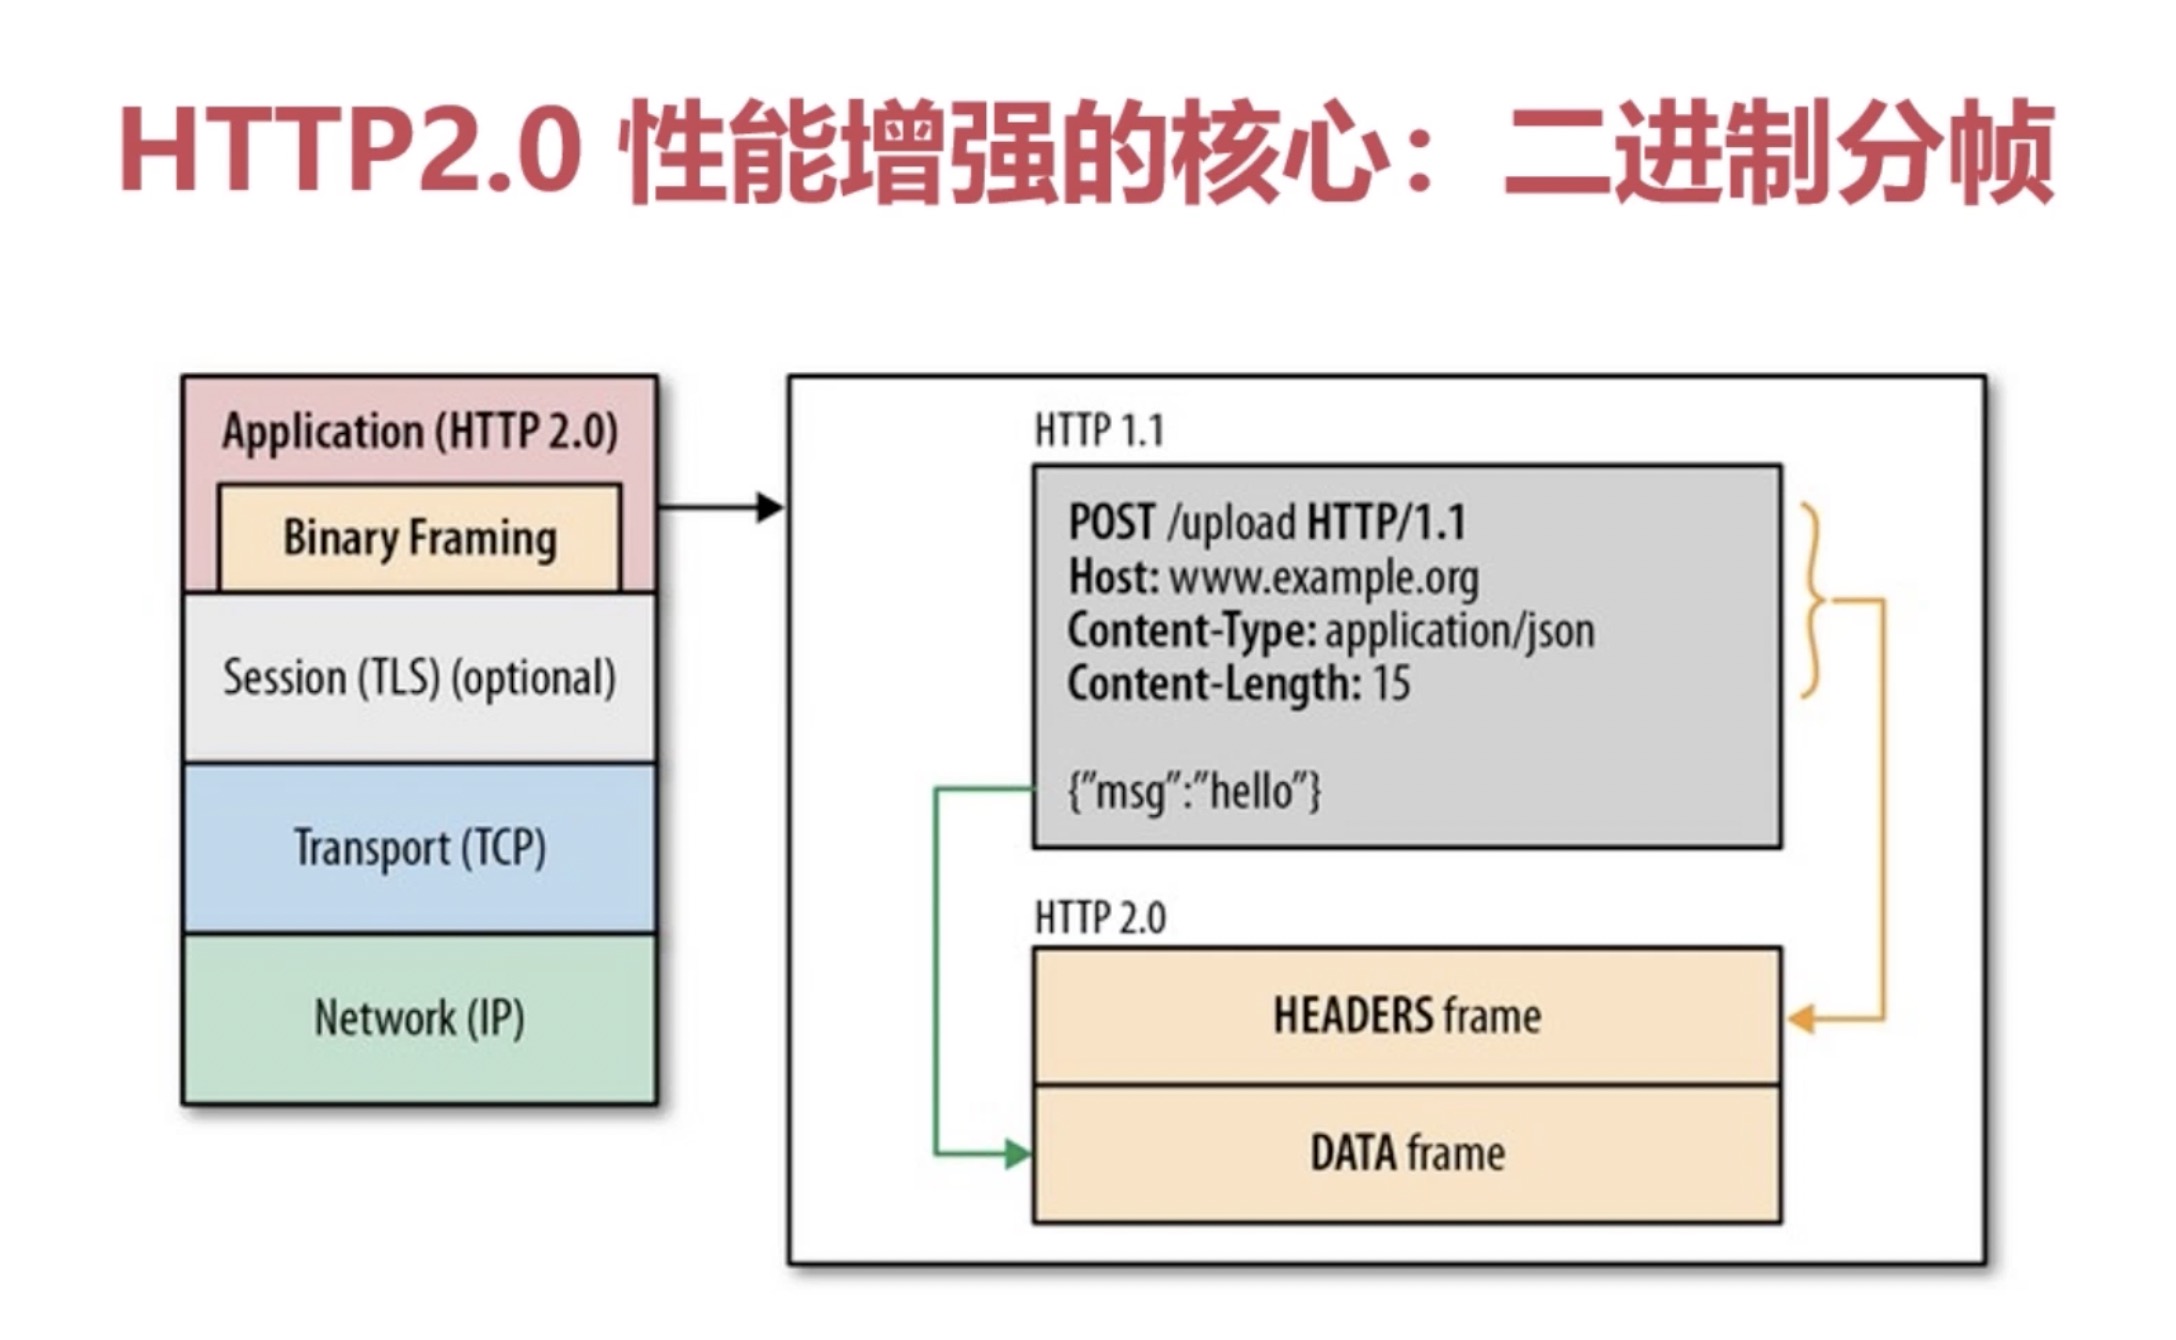 HTTP2.0 性能增强的核心：二进制分帧
Application (HTTP 2.0)
Binary Framing
Session (TLS) (optional)
Transport (TCP)
Network (IP)
HTTP 1.1
POST /upload HTTP/1.1
Host: www.example.org
Content-Type: application/json
Content-Length: 15
{"msg":"hello"}
HTTP 2.0
HEADERS frame
DATA frame